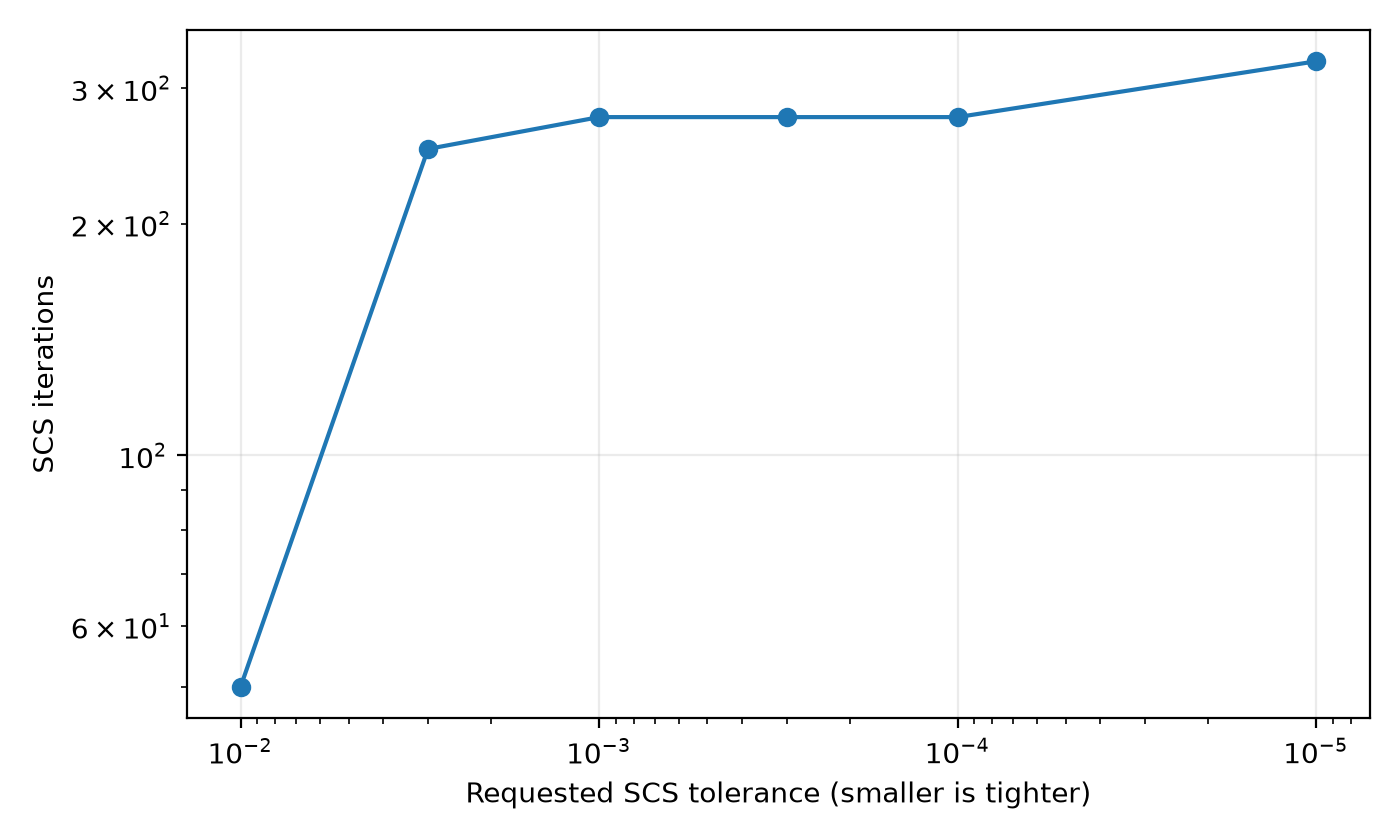 3 × 10²
2 × 10²
10²
6 × 10¹
SCS iterations
10⁻² 10⁻³ 10⁻⁴ 10⁻⁵
Requested SCS tolerance (smaller is tighter)